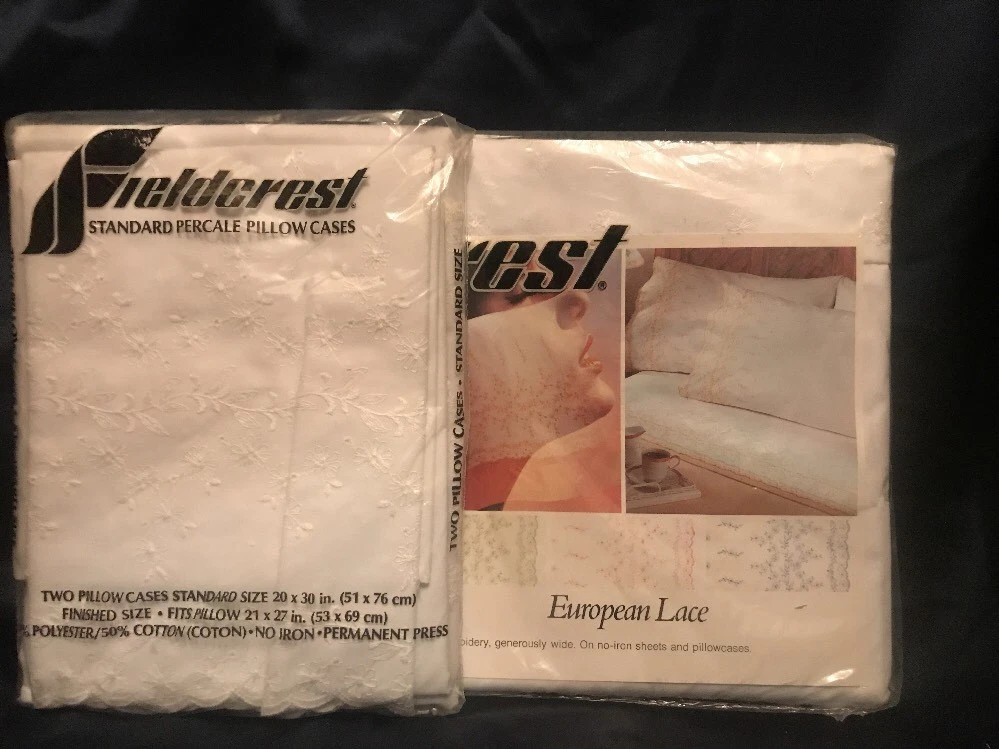 Fieldcrest
STANDARD PERCALE PILLOW CASES
TWO PILLOW CASES • STANDARD SIZE
TWO PILLOW CASES STANDARD SIZE 20 x 30 in. (51 x 76 cm)
FINISHED SIZE • FITS PILLOW 21 x 27 in. (53 x 69 cm)
% POLYESTER/50% COTTON (COTON) • NO IRON • PERMANENT PRESS
rest®
European Lace
oidery, generously wide. On no-iron sheets and pillowcases.